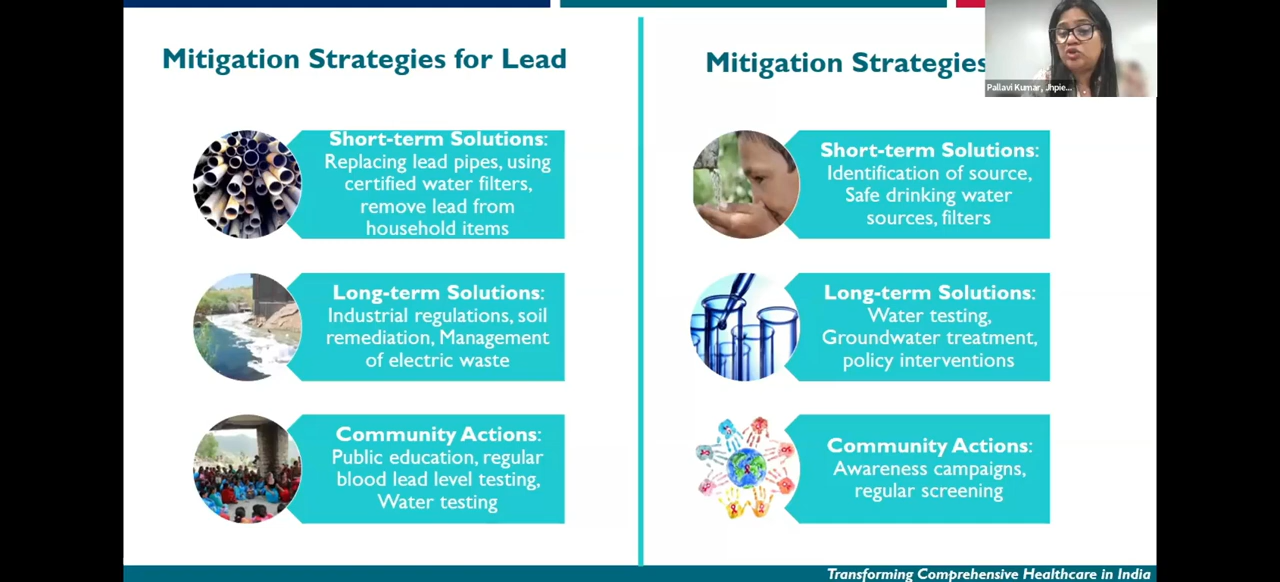 Mitigation Strategies for Lead
Short-term Solutions:
Replacing lead pipes, using
certified water filters,
remove lead from
household items
Long-term Solutions:
Industrial regulations, soil
remediation, Management
of electric waste
Community Actions:
Public education, regular
blood lead level testing,
Water testing
Mitigation Strategies
Pallavi Kumar, Jhpie...
Short-term Solutions:
Identification of source,
Safe drinking water
sources, filters
Long-term Solutions:
Water testing,
Groundwater treatment,
policy interventions
Community Actions:
Awareness campaigns,
regular screening
Transforming Comprehensive Healthcare in India